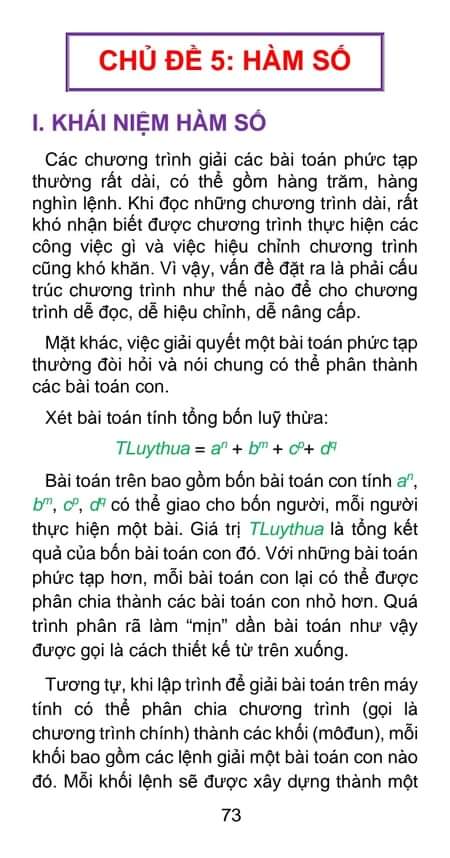 CHỦ ĐỀ 5: HÀM SỐ
I. KHÁI NIỆM HÀM SỐ
Các chương trình giải các bài toán phức tạp
thường rất dài, có thể gồm hàng trăm, hàng
nghìn lệnh. Khi đọc những chương trình dài, rất
khó nhận biết được chương trình thực hiện các
công việc gì và việc hiệu chỉnh chương trình
cũng khó khăn. Vì vậy, vấn đề đặt ra là phải cấu
trúc chương trình như thế nào để cho chương
trình dễ đọc, dễ hiệu chỉnh, dễ nâng cấp.
Mặt khác, việc giải quyết một bài toán phức tạp
thường đòi hỏi và nói chung có thể phân thành
các bài toán con.
Xét bài toán tính tổng bốn luỹ thừa:
TLuythua = aⁿ + bᵐ + cᵖ+ d^q
Bài toán trên bao gồm bốn bài toán con tính aⁿ,
bᵐ, cᵖ, d^q có thể giao cho bốn người, mỗi người
thực hiện một bài. Giá trị TLuythua là tổng kết
quả của bốn bài toán con đó. Với những bài toán
phức tạp hơn, mỗi bài toán con lại có thể được
phân chia thành các bài toán con nhỏ hơn. Quá
trình phân rã làm “mịn” dần bài toán như vậy
được gọi là cách thiết kế từ trên xuống.
Tương tự, khi lập trình để giải bài toán trên máy
tính có thể phân chia chương trình (gọi là
chương trình chính) thành các khối (môđun), mỗi
khối bao gồm các lệnh giải một bài toán con nào
đó. Mỗi khối lệnh sẽ được xây dựng thành một
73